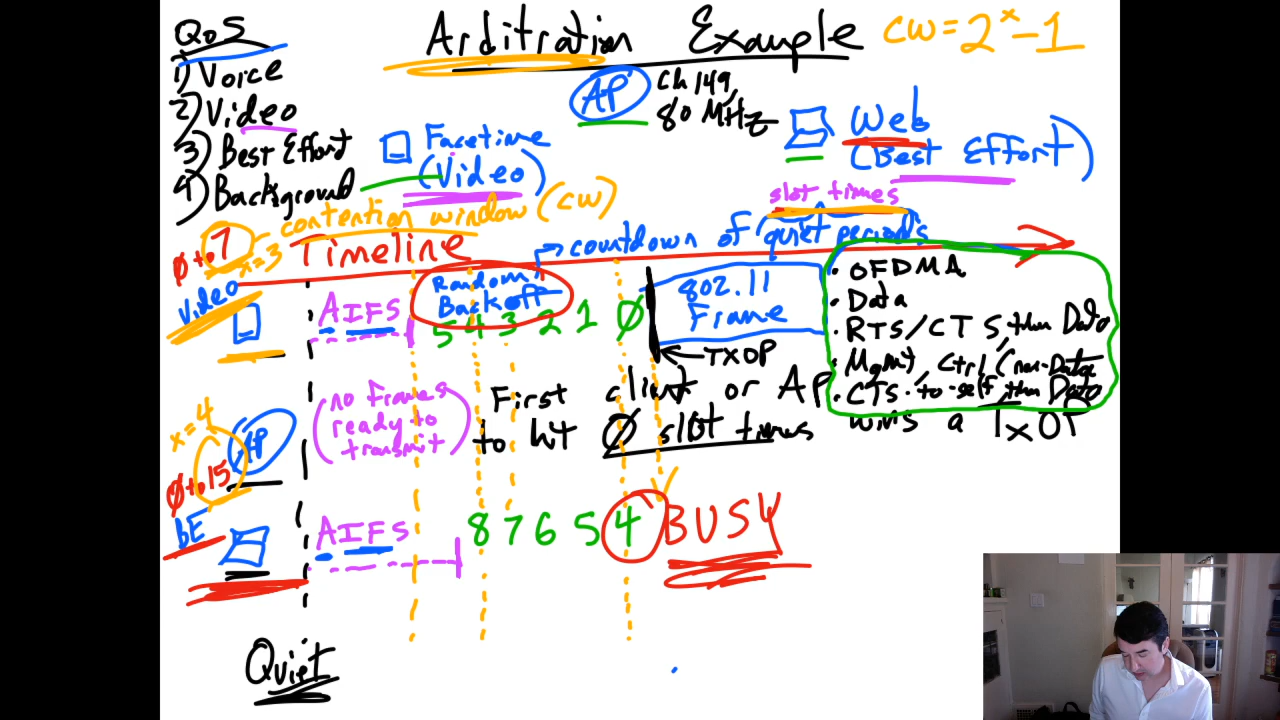 QoS
1) Voice
2) Video
3) Best Effort
4) Background
Arbitration Example
CW = 2^x - 1
AP
Ch 149,
80 MHz
Facetime
(Video)
Web
(Best Effort)
slot times
contention window (CW)
0 to 7
x=3
Timeline
countdown of quiet periods
Video
AIFS
Random
Backoff
5 4 3 2 1 0
802.11
Frame
TXOP
• OFDMA
• Data
• RTS/CTS, then Data
• Mgmt, Ctrl, (non-Data
• CTS-to-self, then Data
x=4
0 to 15
AP
(no frames
ready to
transmit)
First client or AP
to hit 0 slot times wins a TxOP
BE
AIFS
8 7 6 5 4 BUSY
Quiet